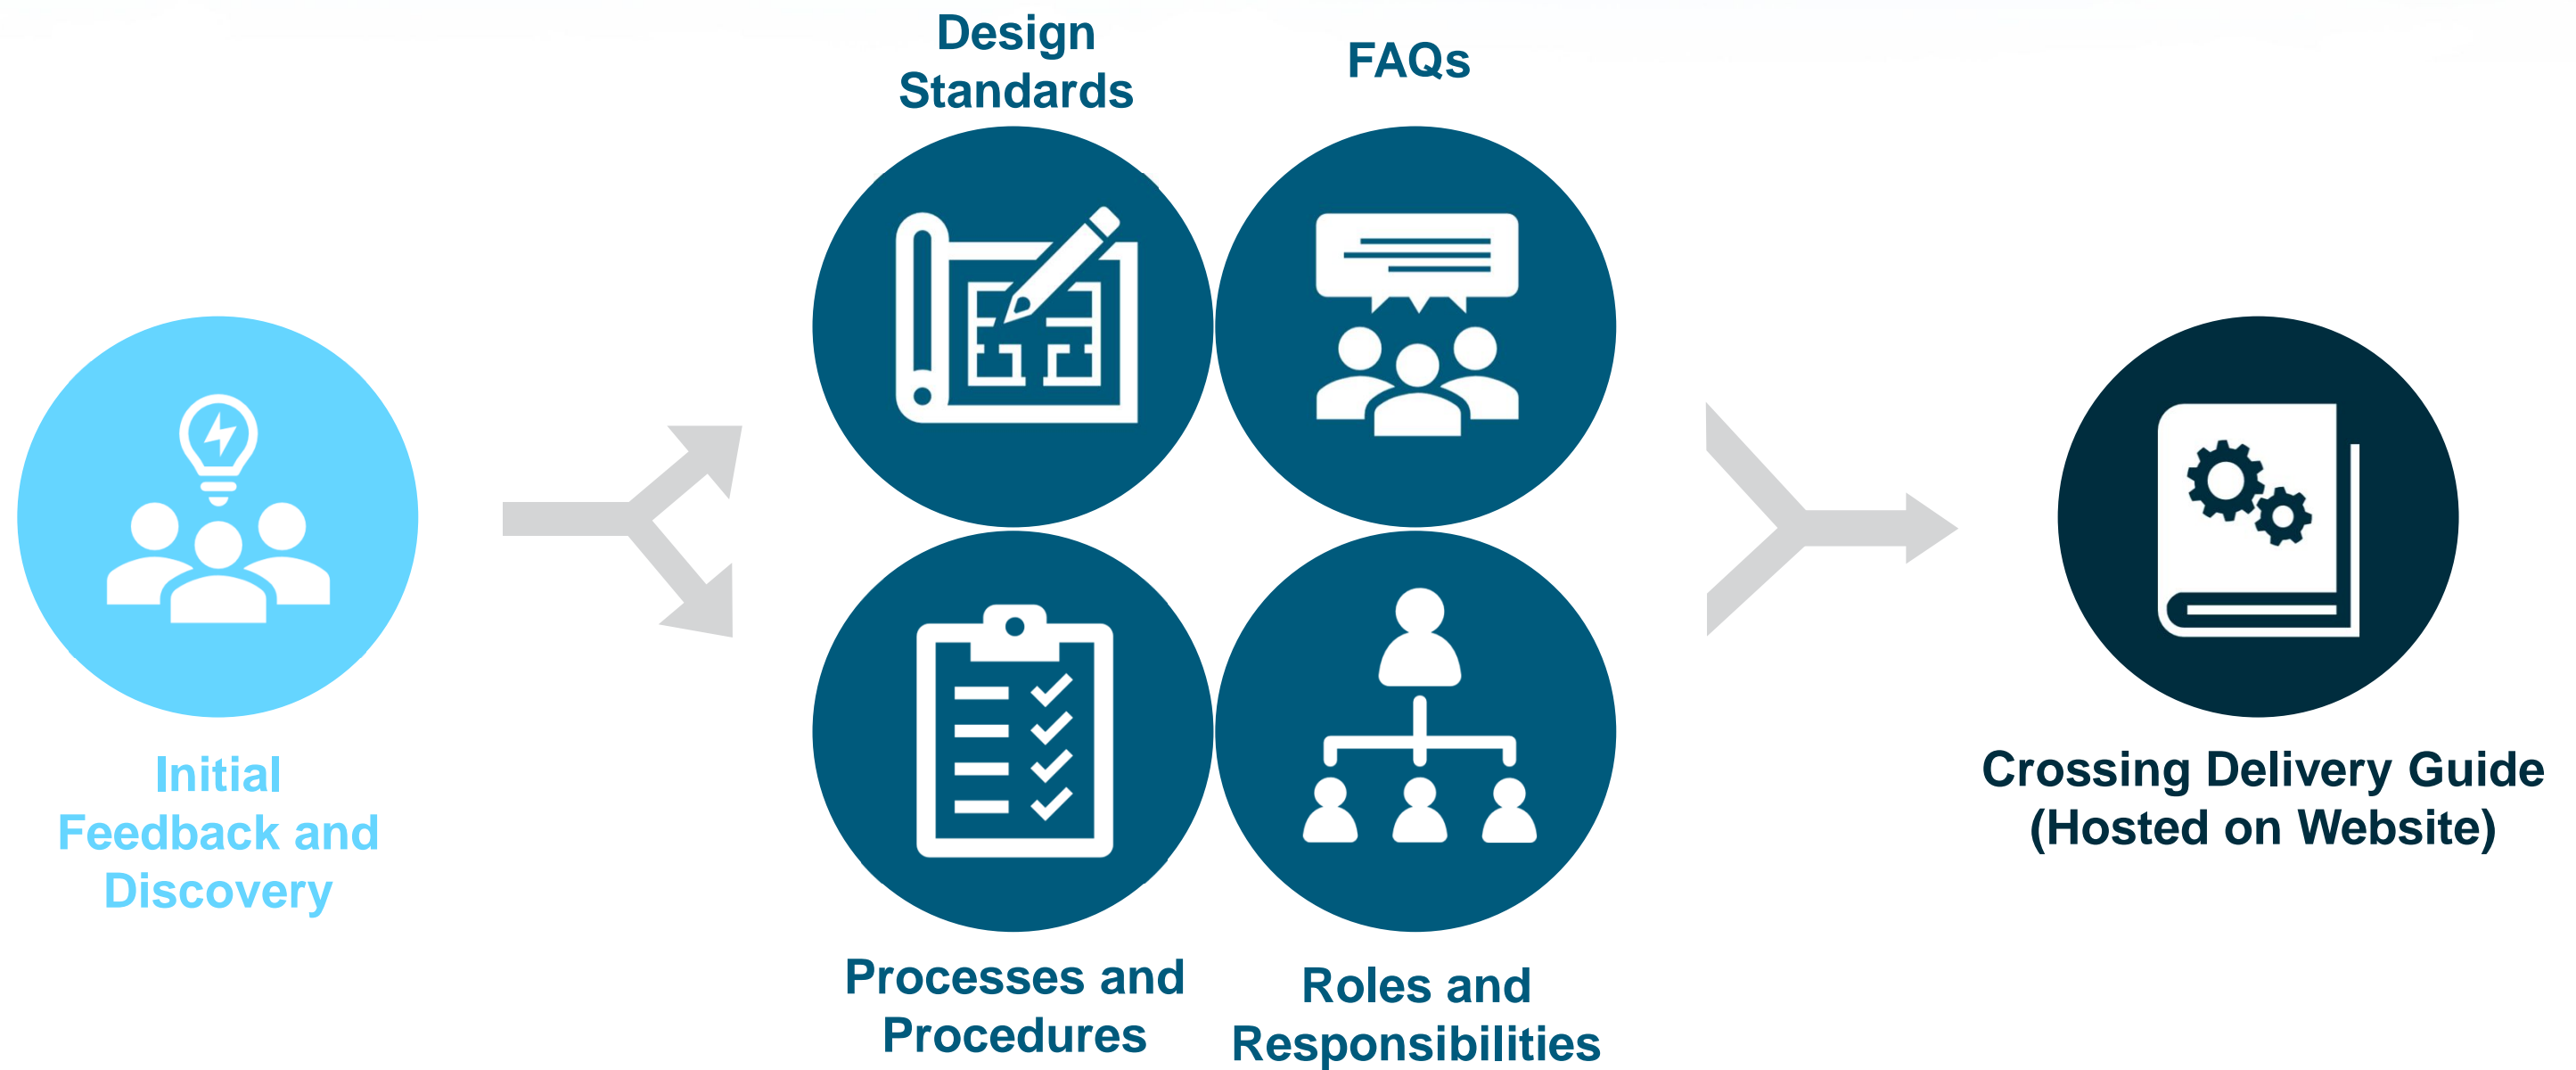 Initial
Feedback and
Discovery
Design
Standards
FAQs
Processes and
Procedures
Roles and
Responsibilities
Crossing Delivery Guide
(Hosted on Website)